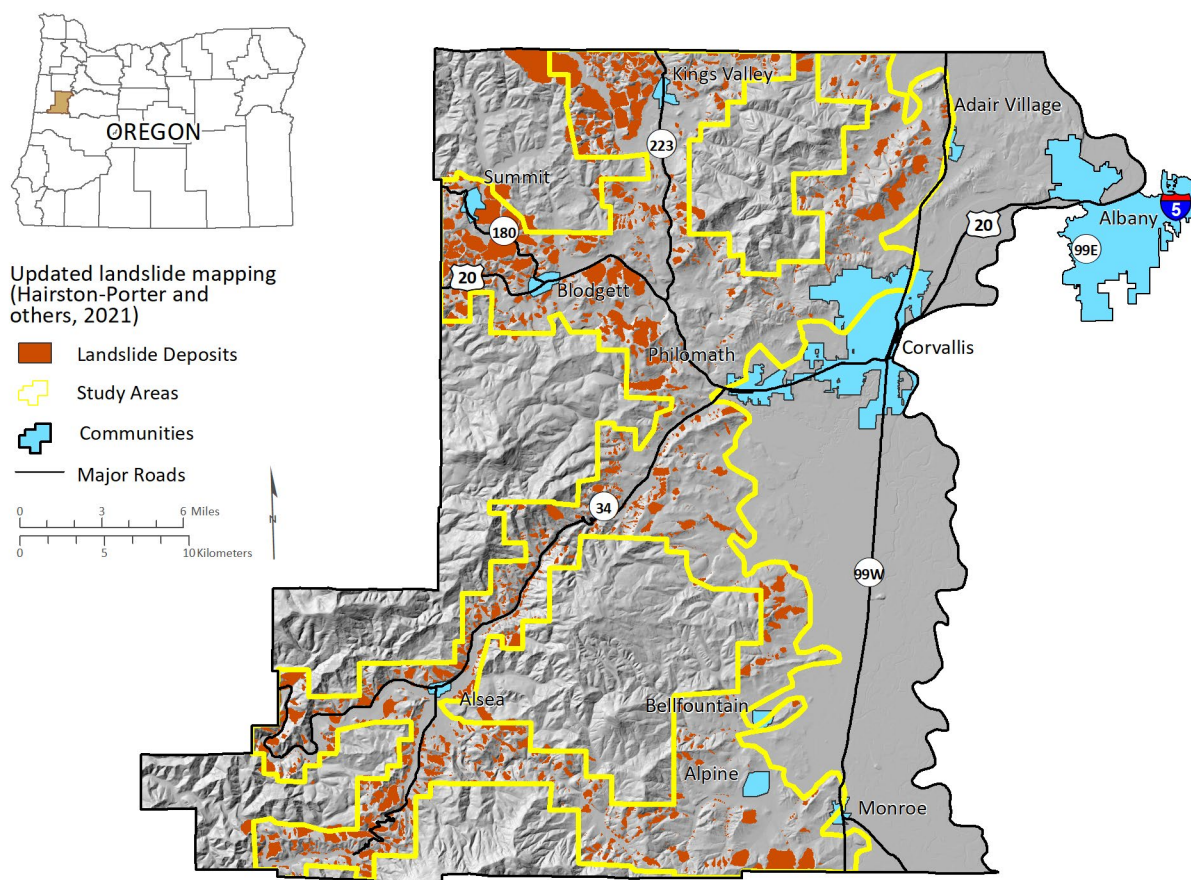 OREGON
Updated landslide mapping
(Hairston-Porter and
others, 2021)
Landslide Deposits
Study Areas
Communities
Major Roads
0 3 6 Miles
0 5 10 Kilometers
N
Kings Valley
Adair Village
223
Summit
5
180
20
Albany
99E
20
Blodgett
Philomath
Corvallis
34
99W
Alsea
Bellfountain
Alpine
Monroe